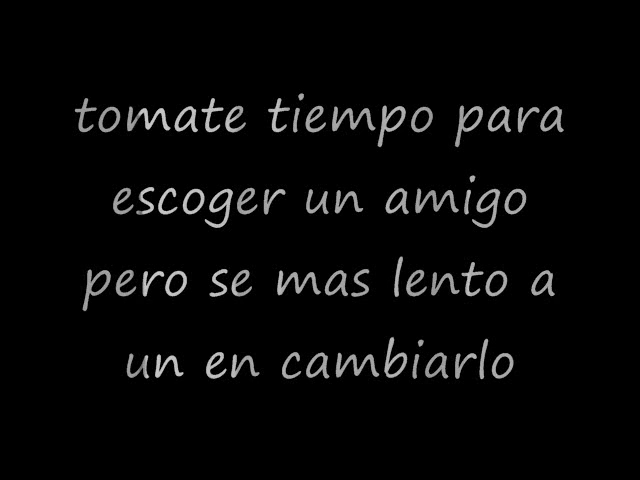 tomate tiempo para
escoger un amigo
pero se mas lento a
un en cambiarlo